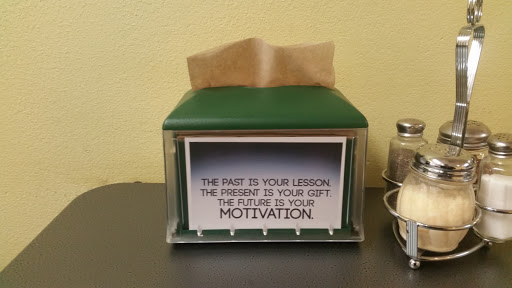 THE PAST IS YOUR LESSON.
THE PRESENT IS YOUR GIFT.
THE FUTURE IS YOUR
MOTIVATION.